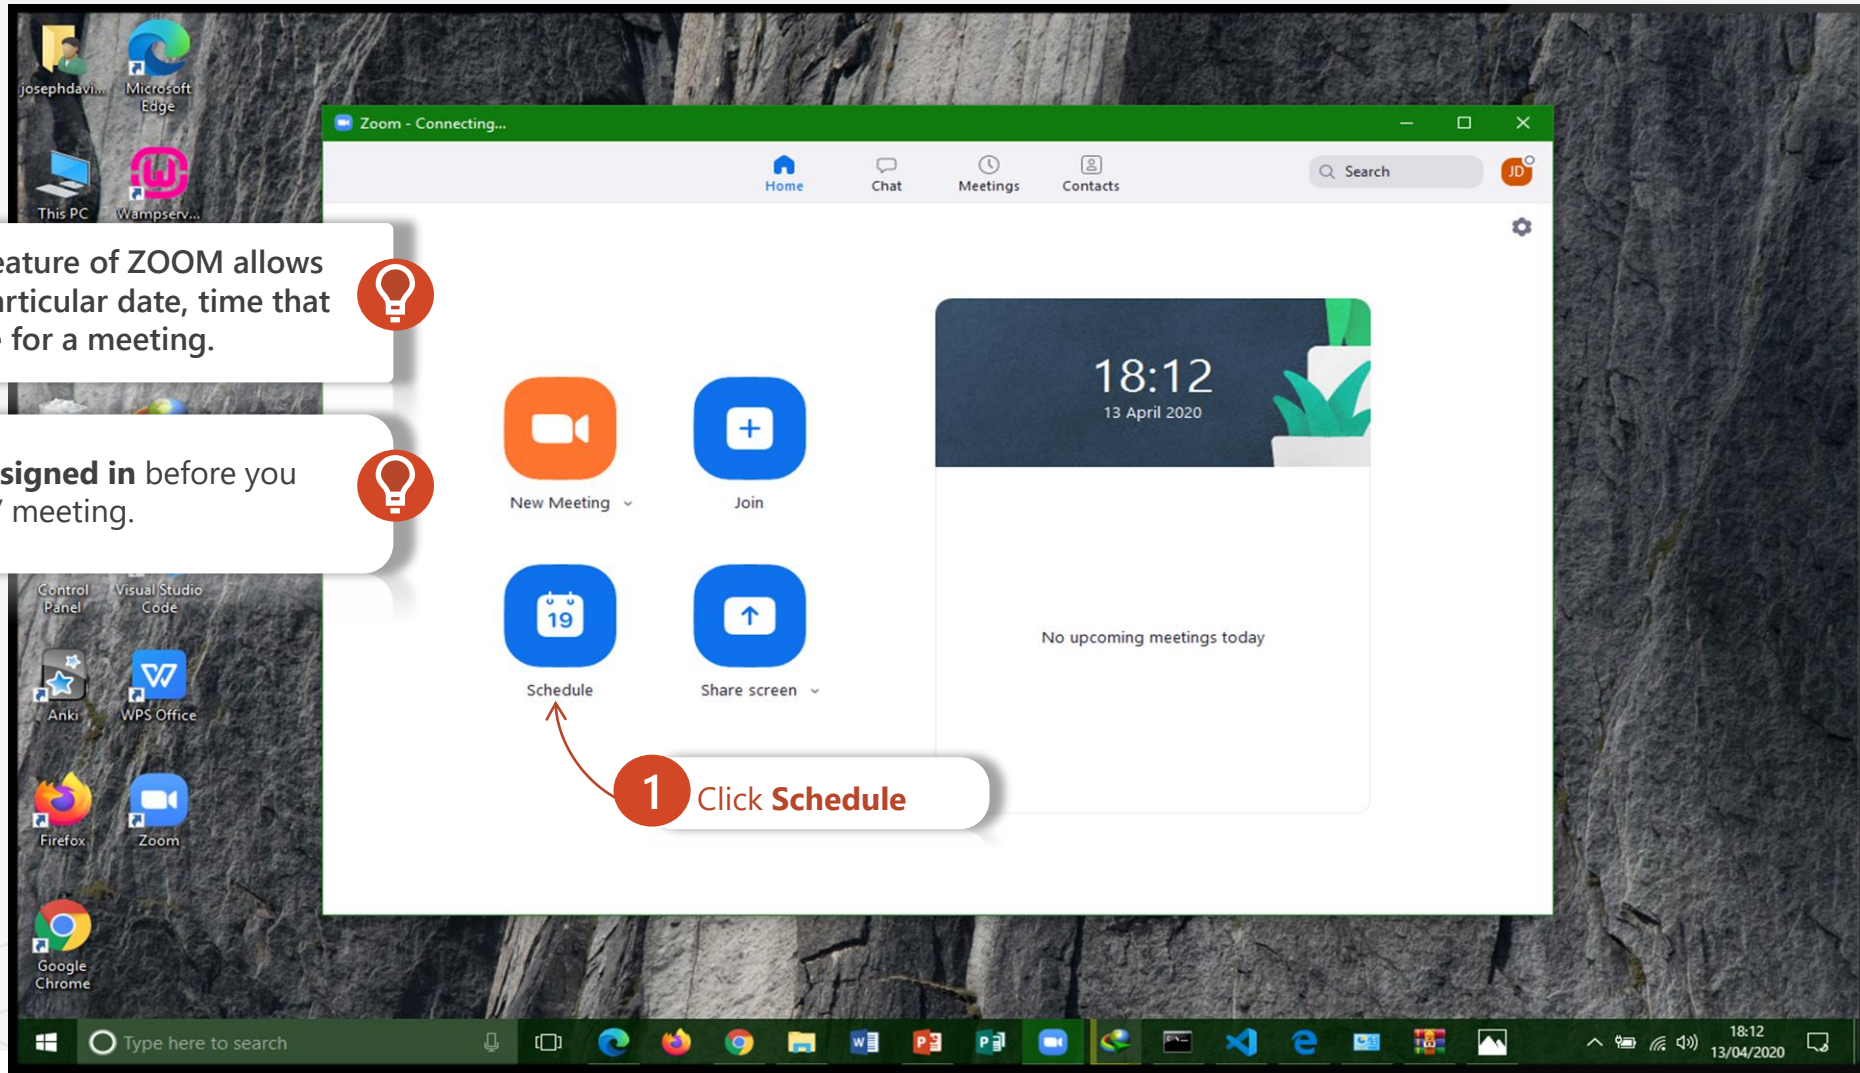 josephdavi...
Microsoft
Edge
This PC
Wampserv...
Zoom - Connecting...
Home
Chat
Meetings
Contacts
Search
JD
eature of ZOOM allows
articular date, time that
e for a meeting.
signed in before you
meeting.
18:12
13 April 2020
New Meeting
Join
19
Schedule
Share screen
No upcoming meetings today
1
Click Schedule
Control
Panel
Visual Studio
Code
Anki
WPS Office
Firefox
Zoom
Google
Chrome
Type here to search
18:12
13/04/2020